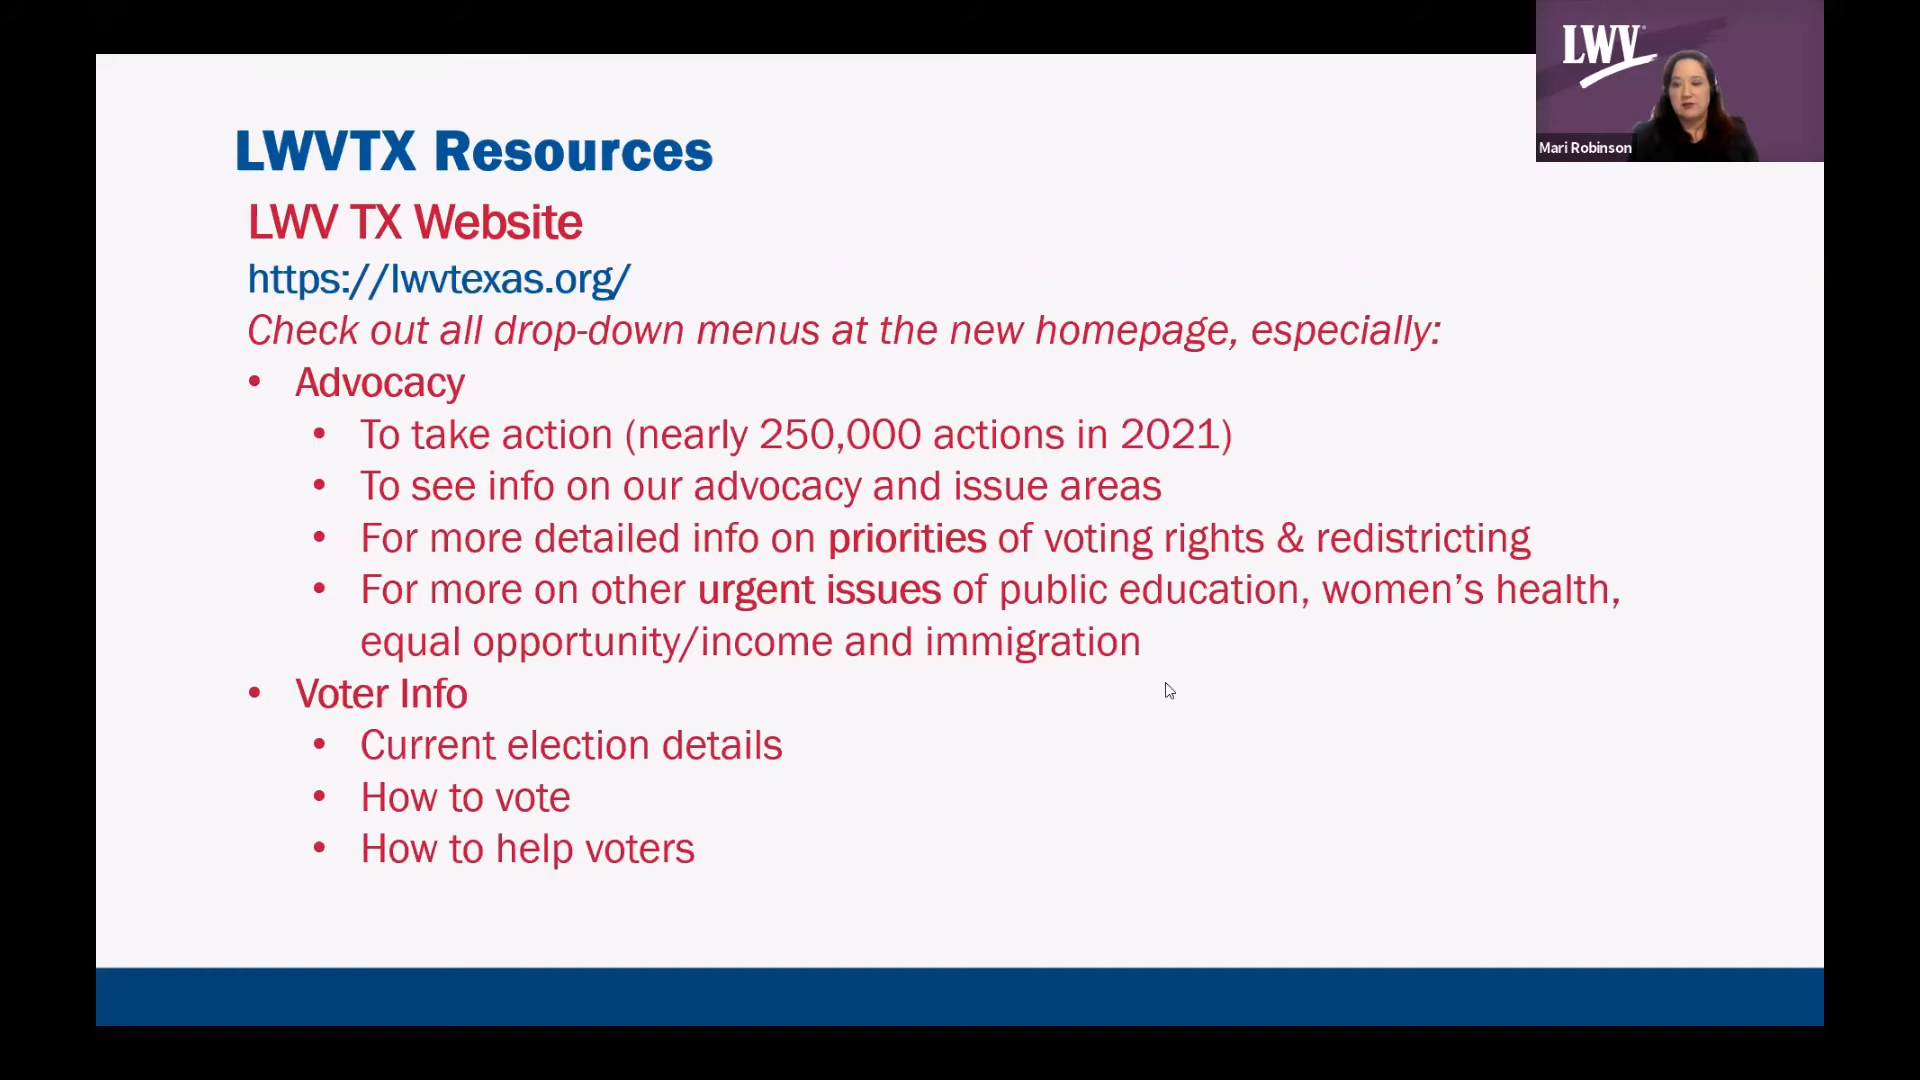 LWV
Mari Robinson
LWVTX Resources
LWV TX Website
https://lwvtexas.org/
Check out all drop-down menus at the new homepage, especially:
• Advocacy
• To take action (nearly 250,000 actions in 2021)
• To see info on our advocacy and issue areas
• For more detailed info on priorities of voting rights & redistricting
• For more on other urgent issues of public education, women’s health,
equal opportunity/income and immigration
• Voter Info
• Current election details
• How to vote
• How to help voters